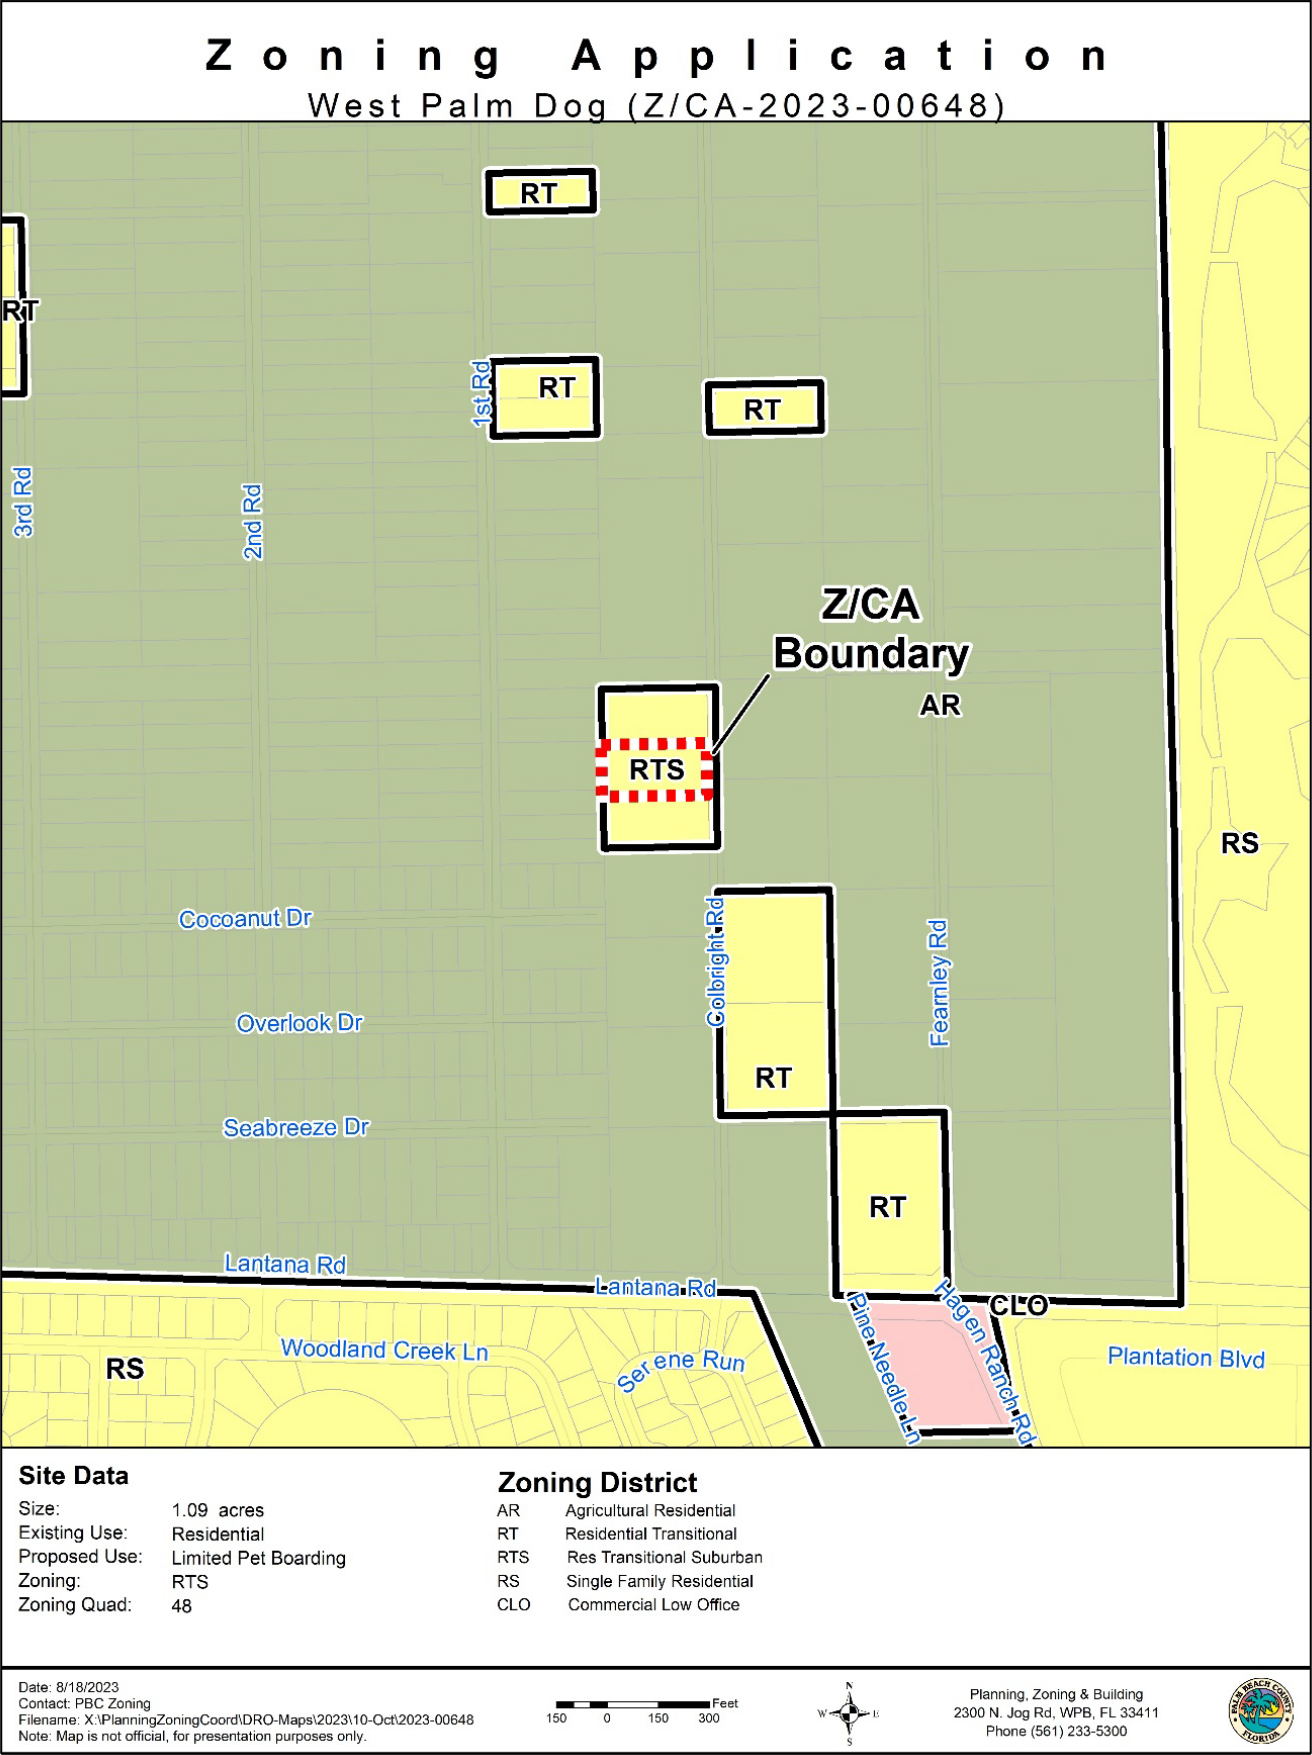 Zoning Application
West Palm Dog (Z/CA-2023-00648)
RT
RT
1st Rd
RT
RT
3rd Rd
2nd Rd
Z/CA
Boundary
AR
RTS
RS
Cocoanut Dr
Colbright Rd
Fearnley Rd
Overlook Dr
RT
Seabreeze Dr
RT
Lantana Rd
Lantana Rd
CLO
Pine Needle Ln
Hagen Ranch Rd
Woodland Creek Ln
Serene Run
Plantation Blvd
RS
Site Data
Size: 1.09 acres
Existing Use: Residential
Proposed Use: Limited Pet Boarding
Zoning: RTS
Zoning Quad: 48
Zoning District
AR Agricultural Residential
RT Residential Transitional
RTS Res Transitional Suburban
RS Single Family Residential
CLO Commercial Low Office
Date: 8/18/2023
Contact: PBC Zoning
Filename: X:\PlanningZoningCoord\DRO-Maps\2023\10-Oct\2023-00648
Note: Map is not official, for presentation purposes only.
Feet
150 0 150 300
N
W E
S
Planning, Zoning & Building
2300 N. Jog Rd, WPB, FL 33411
Phone (561) 233-5300
PALM BEACH COUNTY
FLORIDA